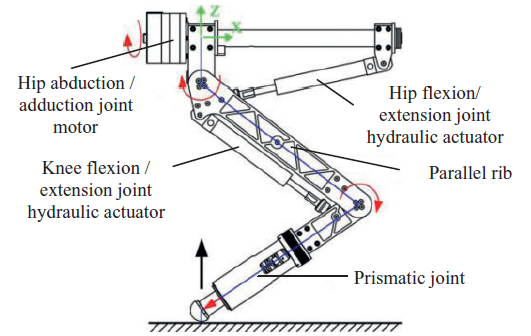 Z
X
Hip abduction /
adduction joint
motor
Hip flexion/
extension joint
hydraulic actuator
Knee flexion /
extension joint
hydraulic actuator
Parallel rib
Prismatic joint